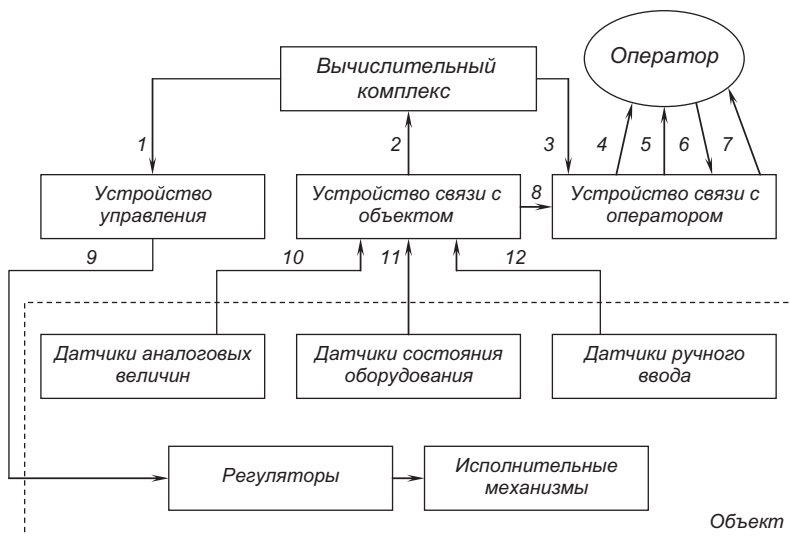 Вычислительный
комплекс
Оператор
1
2
3
4
5
6
7
Устройство
управления
Устройство связи с
объектом
8
Устройство связи с
оператором
9
10
11
12
Датчики аналоговых
величин
Датчики состояния
оборудования
Датчики ручного
ввода
Регуляторы
Исполнительные
механизмы
Объект